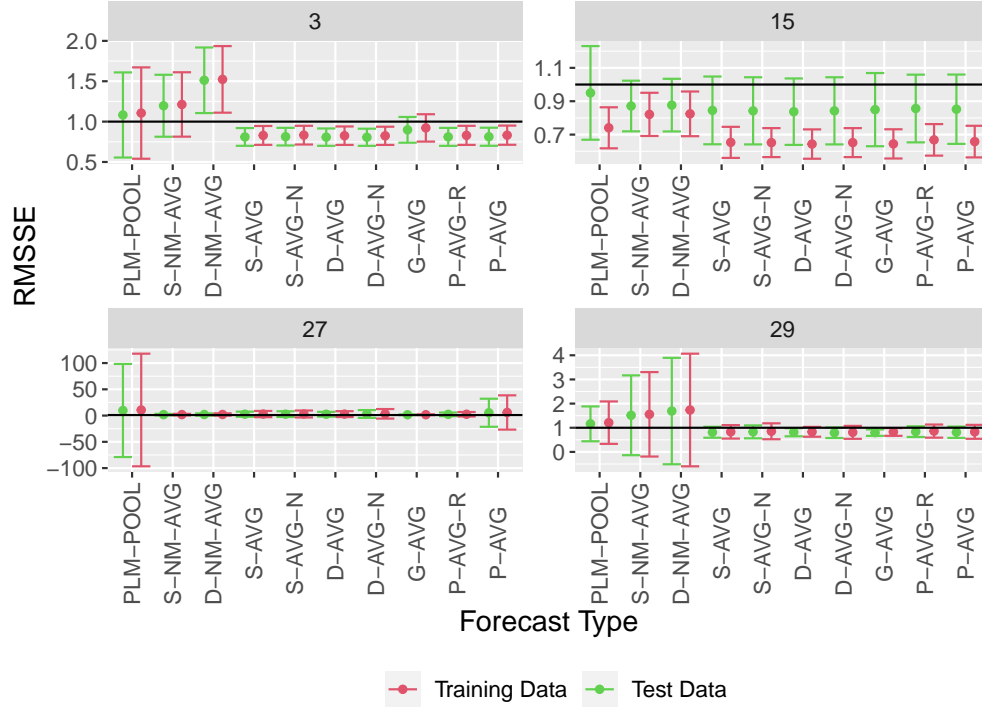 3
15
RMSSE
2.0
1.5
1.0
0.5
1.1
0.9
0.7
PLM−POOL
S−NM−AVG
D−NM−AVG
S−AVG
S−AVG−N
D−AVG
D−AVG−N
G−AVG
P−AVG−R
P−AVG
PLM−POOL
S−NM−AVG
D−NM−AVG
S−AVG
S−AVG−N
D−AVG
D−AVG−N
G−AVG
P−AVG−R
P−AVG
27
29
100
50
0
−50
−100
4
3
2
1
0
PLM−POOL
S−NM−AVG
D−NM−AVG
S−AVG
S−AVG−N
D−AVG
D−AVG−N
G−AVG
P−AVG−R
P−AVG
PLM−POOL
S−NM−AVG
D−NM−AVG
S−AVG
S−AVG−N
D−AVG
D−AVG−N
G−AVG
P−AVG−R
P−AVG
Forecast Type
Training Data Test Data